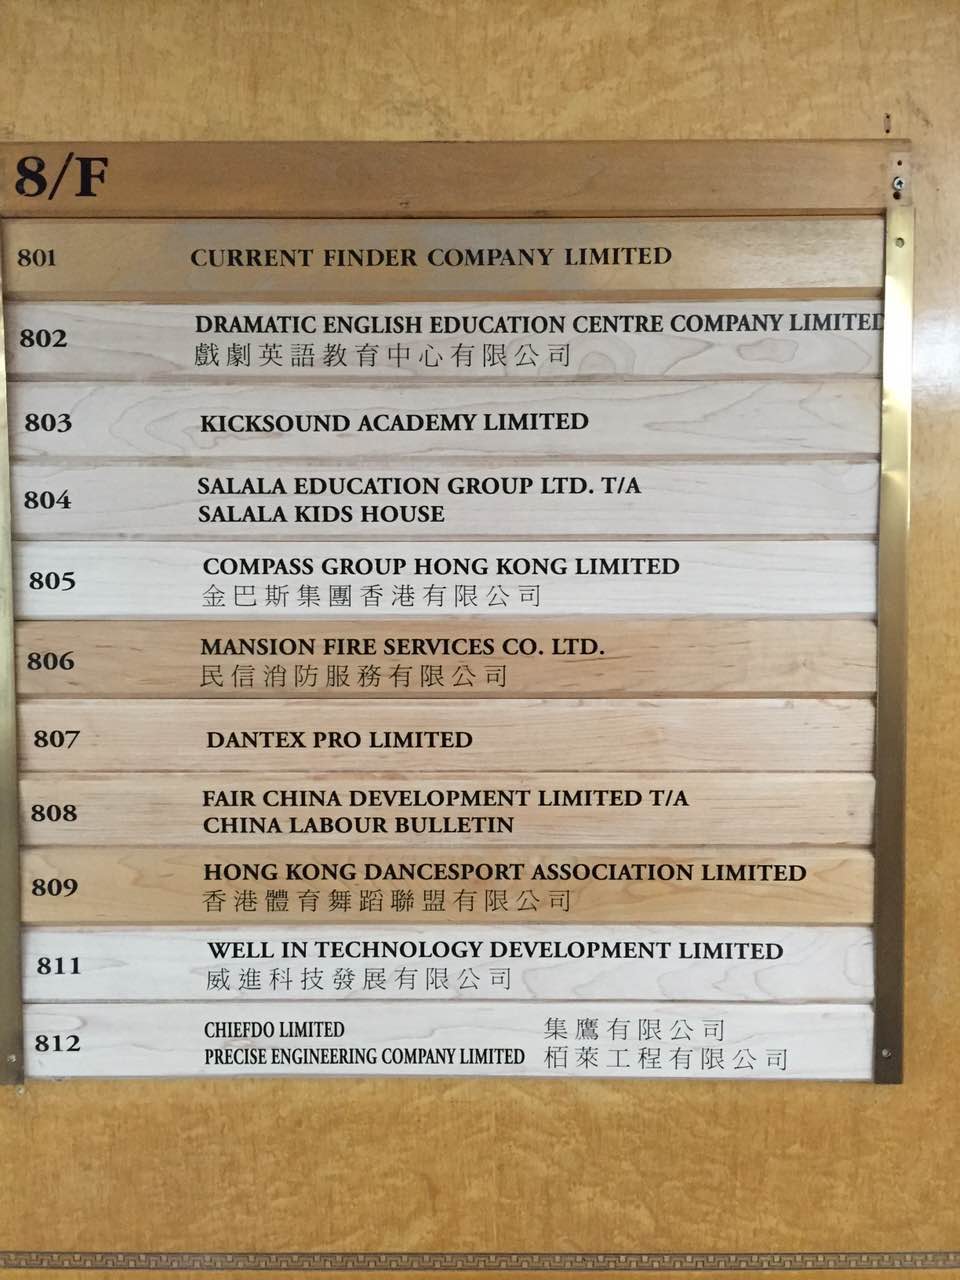 8/F
801 CURRENT FINDER COMPANY LIMITED
802 DRAMATIC ENGLISH EDUCATION CENTRE COMPANY LIMITED
戲劇英語教育中心有限公司
803 KICKSOUND ACADEMY LIMITED
804 SALALA EDUCATION GROUP LTD. T/A
SALALA KIDS HOUSE
805 COMPASS GROUP HONG KONG LIMITED
金巴斯集團香港有限公司
806 MANSION FIRE SERVICES CO. LTD.
民信消防服務有限公司
807 DANTEX PRO LIMITED
808 FAIR CHINA DEVELOPMENT LIMITED T/A
CHINA LABOUR BULLETIN
809 HONG KONG DANCESPORT ASSOCIATION LIMITED
香港體育舞蹈聯盟有限公司
811 WELL IN TECHNOLOGY DEVELOPMENT LIMITED
威進科技發展有限公司
812 CHIEFDO LIMITED 集鷹有限公司
PRECISE ENGINEERING COMPANY LIMITED 栢萊工程有限公司